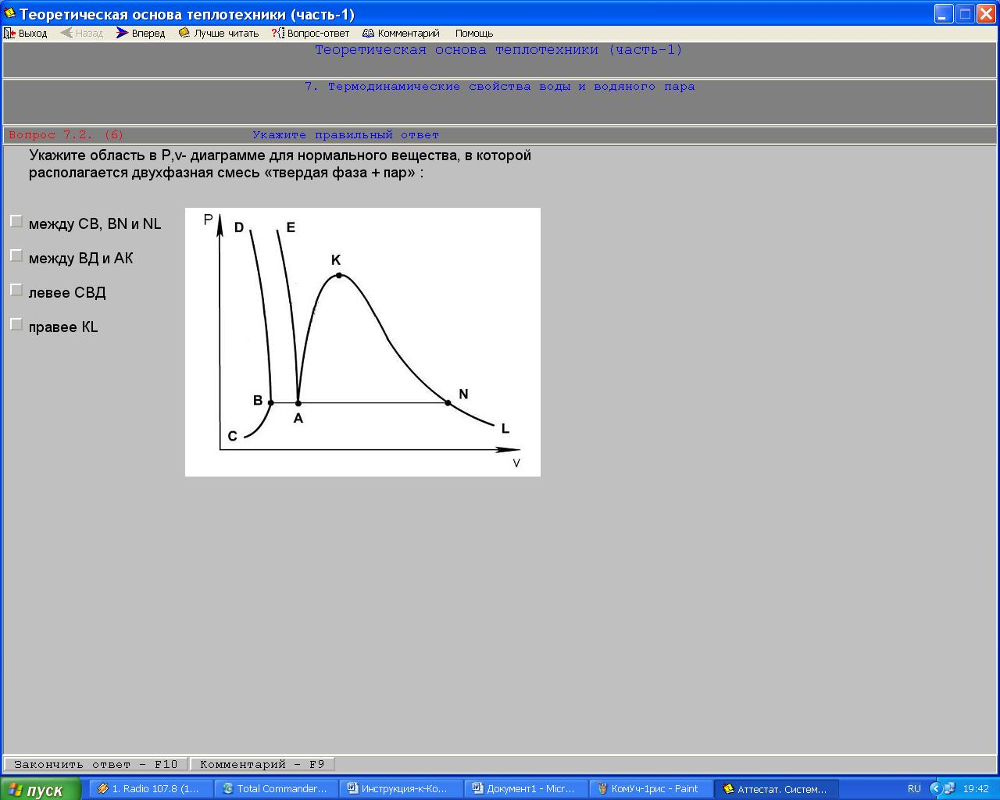 Теоретическая основа теплотехники (часть-1)
Выход Назад Вперед Лучше читать Вопрос-ответ Комментарий Помощь
Теоретическая основа теплотехники (часть-1)
7. Термодинамические свойства воды и водяного пара
Вопрос 7.2. (6) Укажите правильный ответ
Укажите область в P,v- диаграмме для нормального вещества, в которой
располагается двухфазная смесь «твердая фаза + пар» :
между СВ, BN и NL
между ВД и АК
левее СВД
правее KL
P
D
E
K
B
A
N
C
L
v
Закончить ответ - F10 Комментарий - F9
пуск 1. Radio 107.8 (1... Total Commander... Инструкция-к-Ко... Документ1 - Micr... КомУч-1рис - Paint Аттестат. Систем... RU 19:42